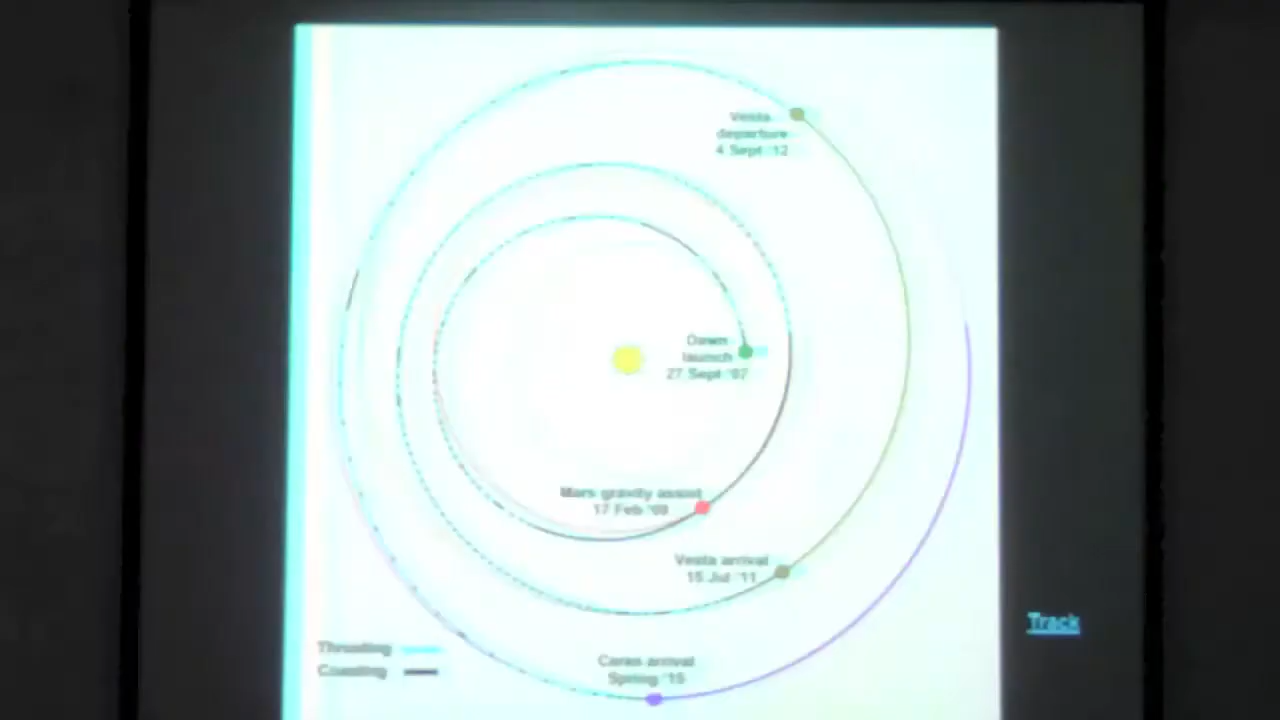 Vesta
departure
4 Sept '12
Dawn
launch
27 Sept '07
Mars gravity assist
17 Feb '09
Vesta arrival
15 Jul '11
Track
Thrusting
Coasting
Ceres arrival
Spring '15